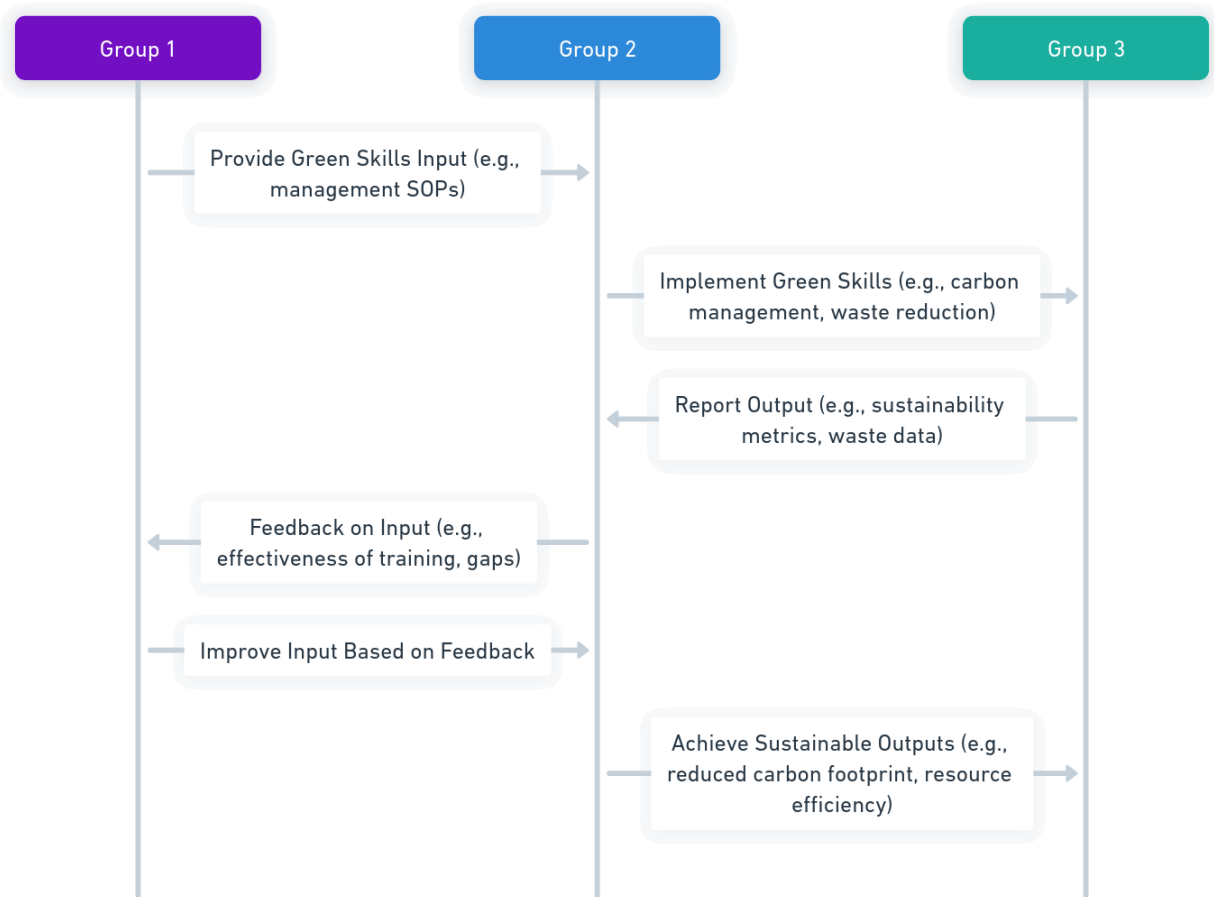 Group 1
Group 2
Group 3
Provide Green Skills Input (e.g.,
management SOPs)
Implement Green Skills (e.g., carbon
management, waste reduction)
Report Output (e.g., sustainability
metrics, waste data)
Feedback on Input (e.g.,
effectiveness of training, gaps)
Improve Input Based on Feedback
Achieve Sustainable Outputs (e.g.,
reduced carbon footprint, resource
efficiency)